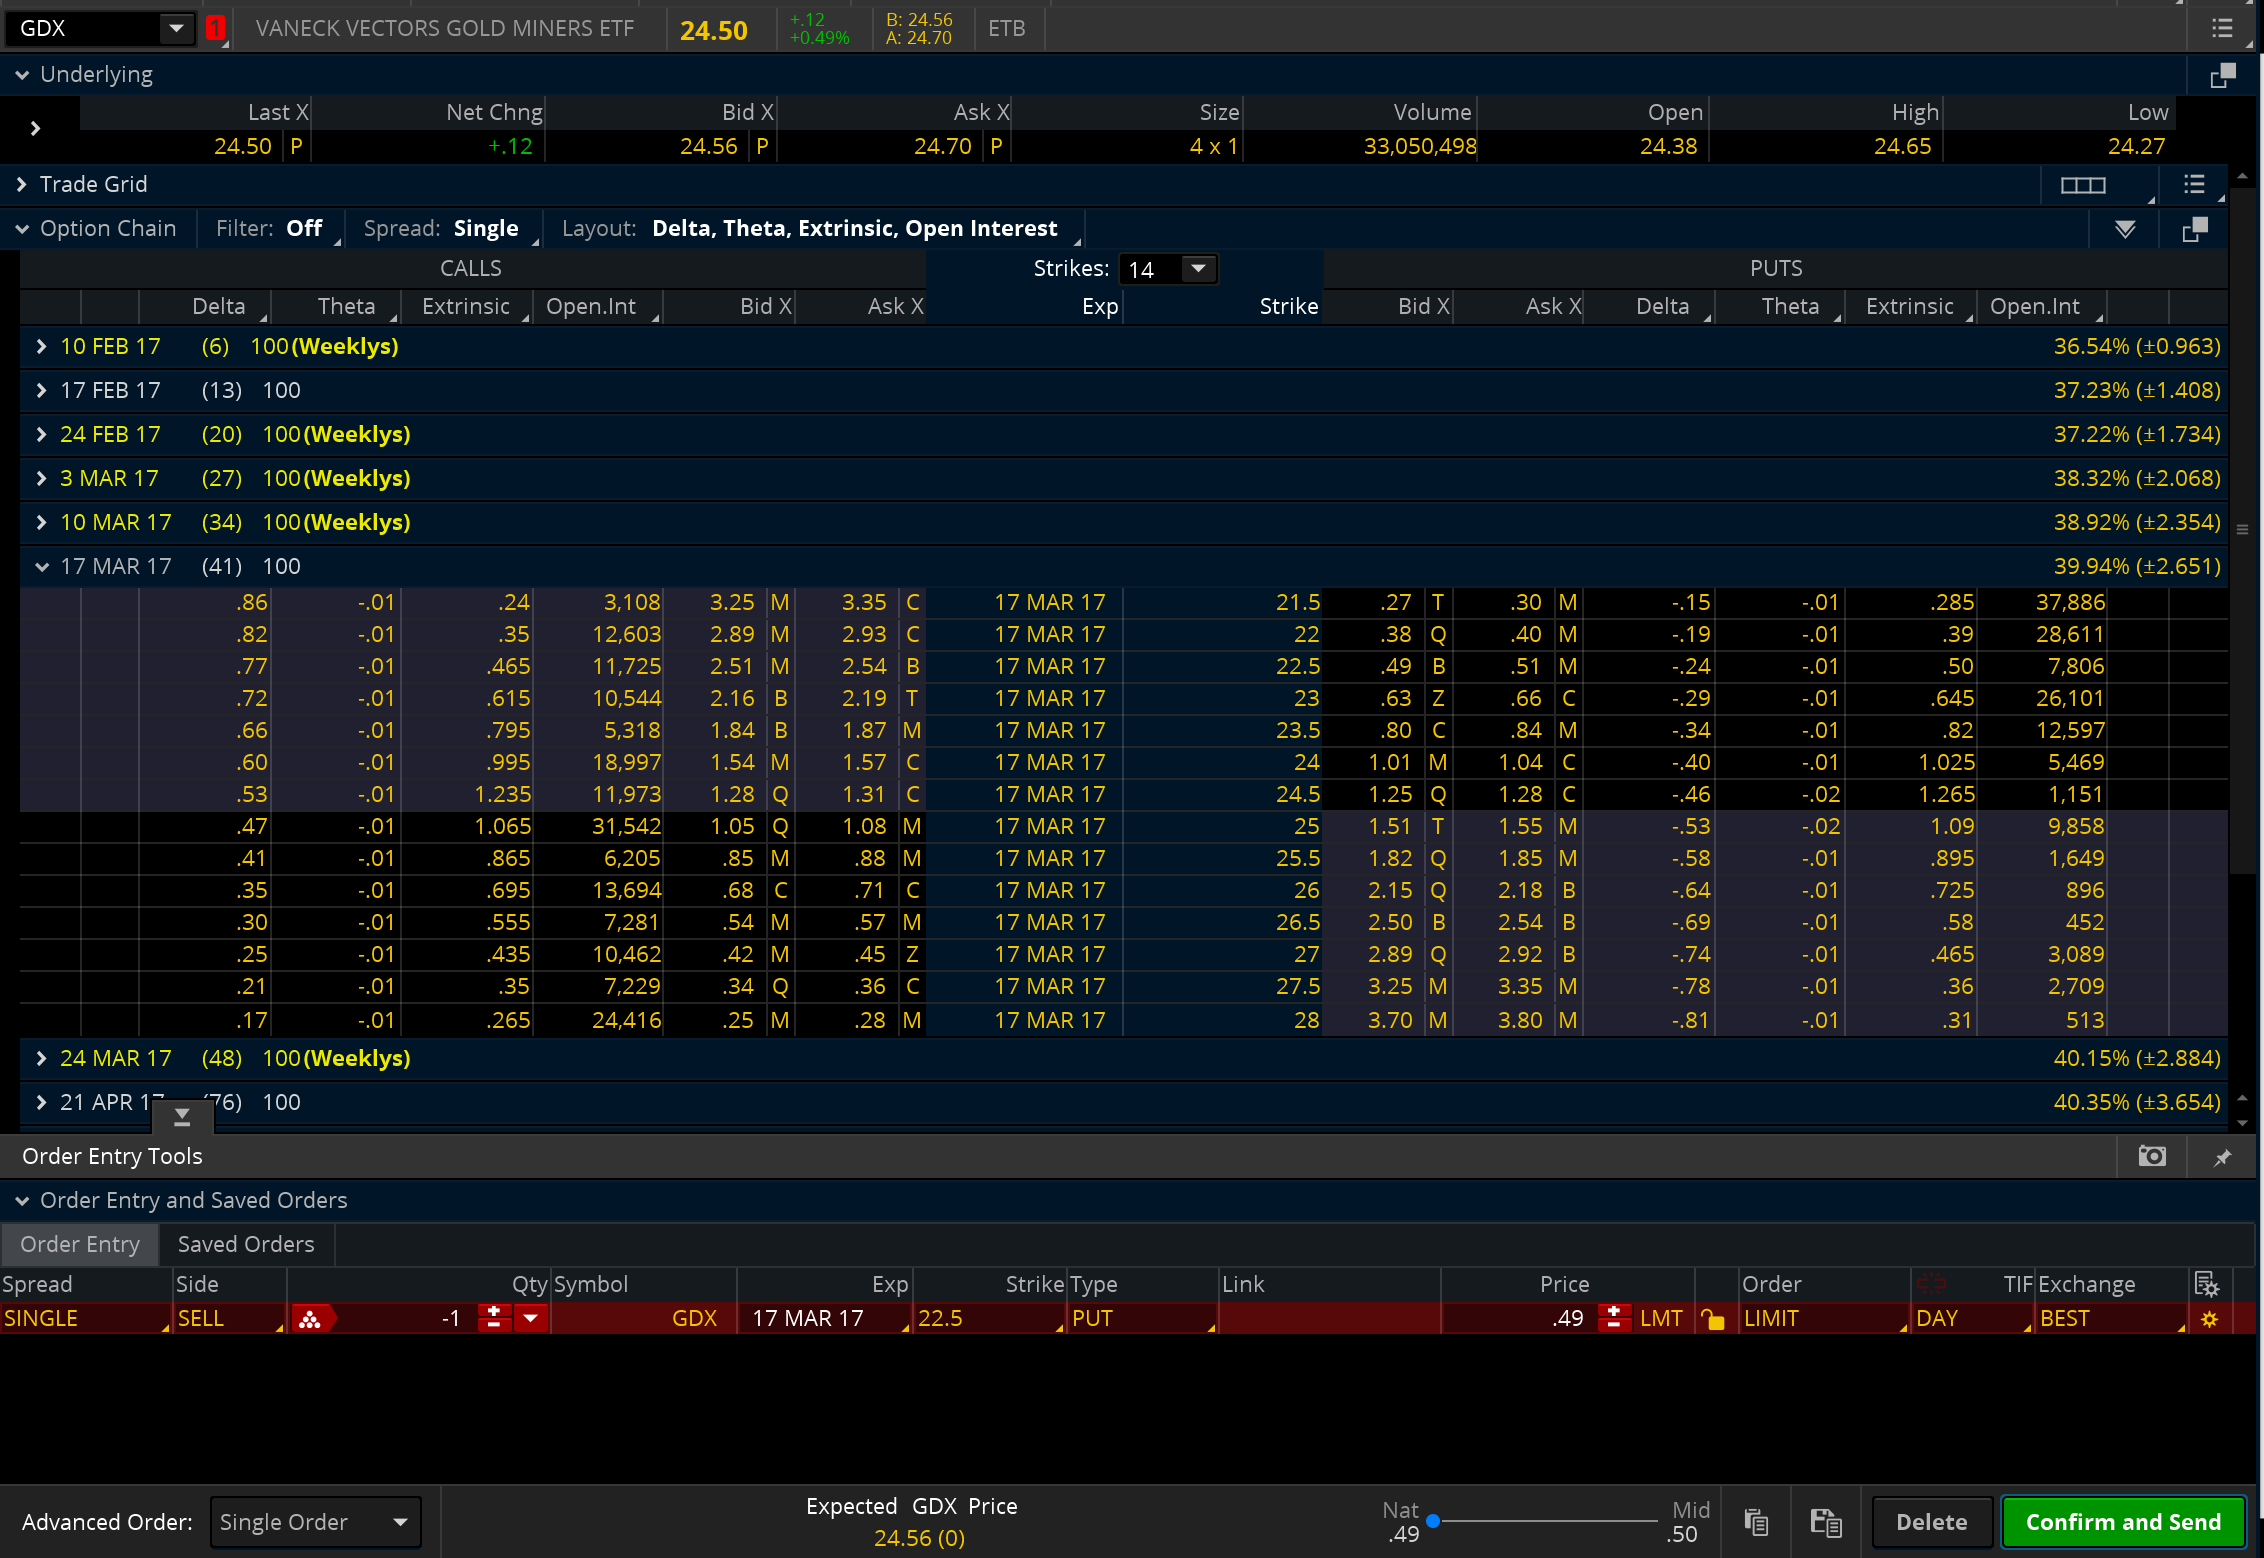 GDX 1 VANECK VECTORS GOLD MINERS ETF 24.50 +.12 +0.49% B: 24.56 A: 24.70 ETB
Underlying
Last X Net Chng Bid X Ask X Size Volume Open High Low
24.50 P +.12 24.56 P 24.70 P 4 x 1 33,050,498 24.38 24.65 24.27
Trade Grid
Option Chain Filter: Off Spread: Single Layout: Delta, Theta, Extrinsic, Open Interest
CALLS Strikes: 14 PUTS
Delta Theta Extrinsic Open.Int Bid X Ask X Exp Strike Bid X Ask X Delta Theta Extrinsic Open.Int
10 FEB 17 (6) 100 (Weeklys) 36.54% (±0.963)
17 FEB 17 (13) 100 37.23% (±1.408)
24 FEB 17 (20) 100 (Weeklys) 37.22% (±1.734)
3 MAR 17 (27) 100 (Weeklys) 38.32% (±2.068)
10 MAR 17 (34) 100 (Weeklys) 38.92% (±2.354)
17 MAR 17 (41) 100 39.94% (±2.651)
.86 -.01 .24 3,108 3.25 M 3.35 C 17 MAR 17 21.5 .27 T .30 M -.15 -.01 .285 37,886
.82 -.01 .35 12,603 2.89 M 2.93 C 17 MAR 17 22 .38 Q .40 M -.19 -.01 .39 28,611
.77 -.01 .465 11,725 2.51 M 2.54 B 17 MAR 17 22.5 .49 B .51 M -.24 -.01 .50 7,806
.72 -.01 .615 10,544 2.16 B 2.19 T 17 MAR 17 23 .63 Z .66 C -.29 -.01 .645 26,101
.66 -.01 .795 5,318 1.84 B 1.87 M 17 MAR 17 23.5 .80 C .84 M -.34 -.01 .82 12,597
.60 -.01 .995 18,997 1.54 M 1.57 C 17 MAR 17 24 1.01 M 1.04 C -.40 -.01 1.025 5,469
.53 -.01 1.235 11,973 1.28 Q 1.31 C 17 MAR 17 24.5 1.25 Q 1.28 C -.46 -.02 1.265 1,151
.47 -.01 1.065 31,542 1.05 Q 1.08 M 17 MAR 17 25 1.51 T 1.55 M -.53 -.02 1.09 9,858
.41 -.01 .865 6,205 .85 M .88 M 17 MAR 17 25.5 1.82 Q 1.85 M -.58 -.01 .895 1,649
.35 -.01 .695 13,694 .68 C .71 C 17 MAR 17 26 2.15 Q 2.18 B -.64 -.01 .725 896
.30 -.01 .555 7,281 .54 M .57 M 17 MAR 17 26.5 2.50 B 2.54 B -.69 -.01 .58 452
.25 -.01 .435 10,462 .42 M .45 Z 17 MAR 17 27 2.89 Q 2.92 B -.74 -.01 .465 3,089
.21 -.01 .35 7,229 .34 Q .36 C 17 MAR 17 27.5 3.25 M 3.35 M -.78 -.01 .36 2,709
.17 -.01 .265 24,416 .25 M .28 M 17 MAR 17 28 3.70 M 3.80 M -.81 -.01 .31 513
24 MAR 17 (48) 100 (Weeklys) 40.15% (±2.884)
21 APR 17 (76) 100 40.35% (±3.654)
Order Entry Tools
Order Entry and Saved Orders
Order Entry Saved Orders
Spread Side Qty Symbol Exp Strike Type Link Price Order TIF Exchange
SINGLE SELL -1 GDX 17 MAR 17 22.5 PUT .49 LMT LIMIT DAY BEST
Advanced Order: Single Order Expected GDX Price 24.56 (0) Nat .49 Mid .50 Delete Confirm and Send